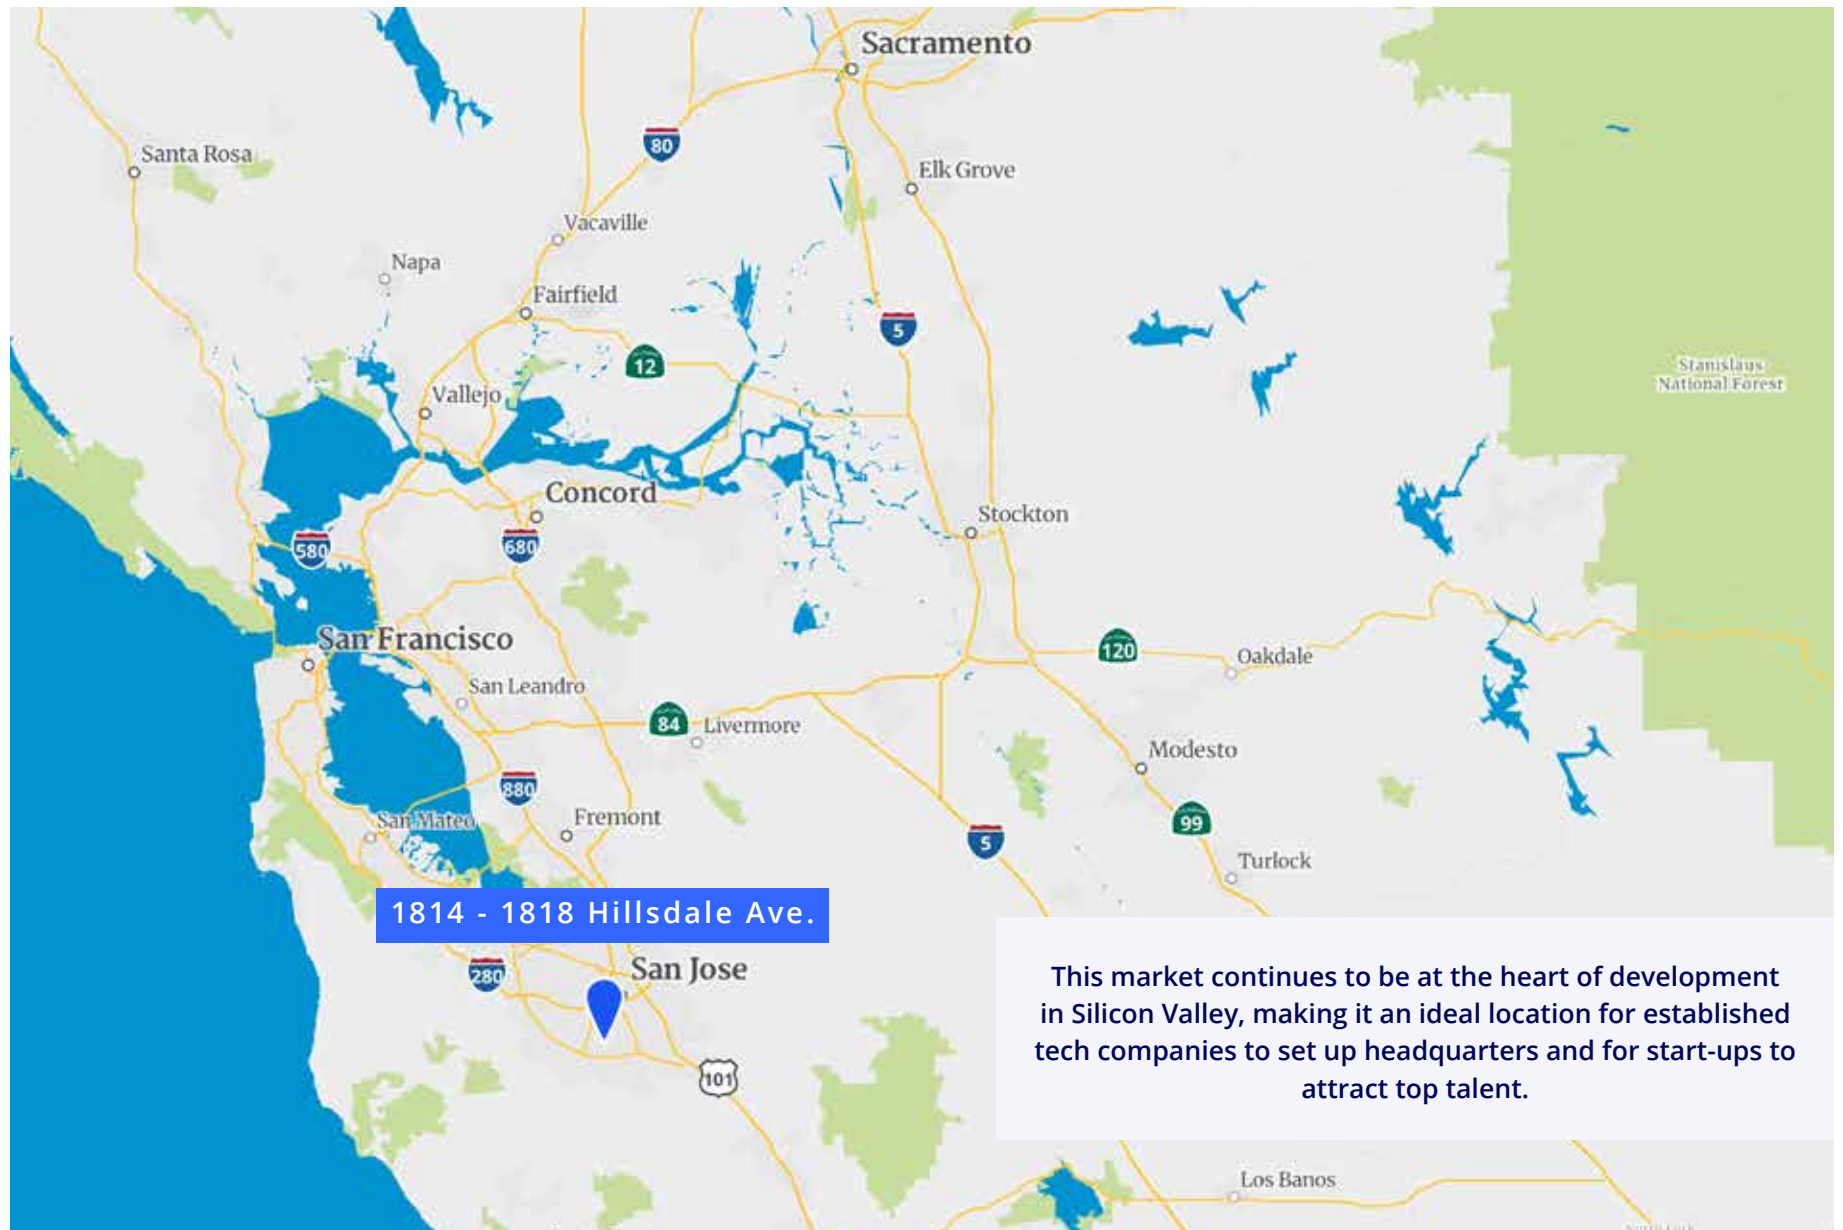 Sacramento
80
Santa Rosa
Elk Grove
Vacaville
Napa
Fairfield
5
12
Stanislaus
National Forest
Vallejo
Concord
Stockton
580
680
San Francisco
120
Oakdale
San Leandro
84
Livermore
Modesto
880
San Mateo
Fremont
99
5
Turlock
1814 - 1818 Hillsdale Ave.
280
San Jose
This market continues to be at the heart of development
in Silicon Valley, making it an ideal location for established
tech companies to set up headquarters and for start-ups to
attract top talent.
101
Los Banos